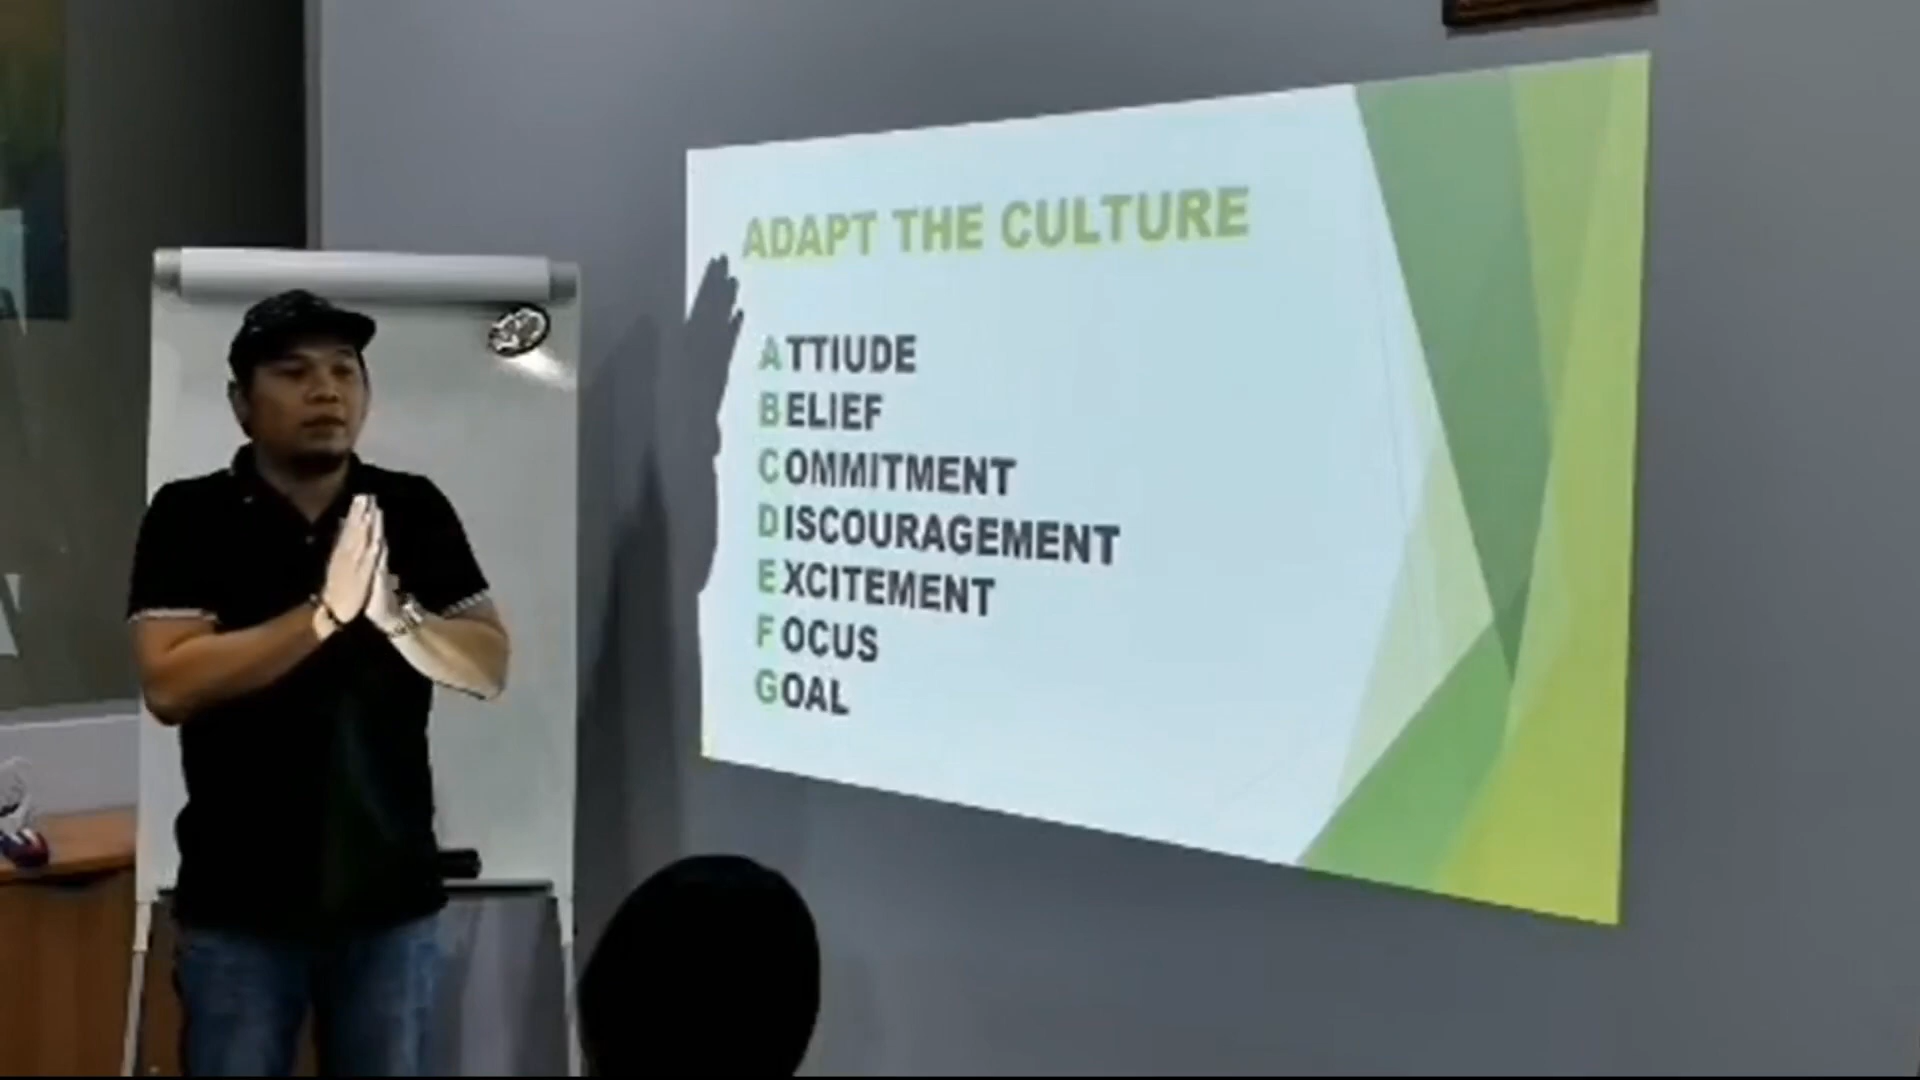 ADAPT THE CULTURE
ATTIUDE
BELIEF
COMMITMENT
DISCOURAGEMENT
EXCITEMENT
FOCUS
GOAL